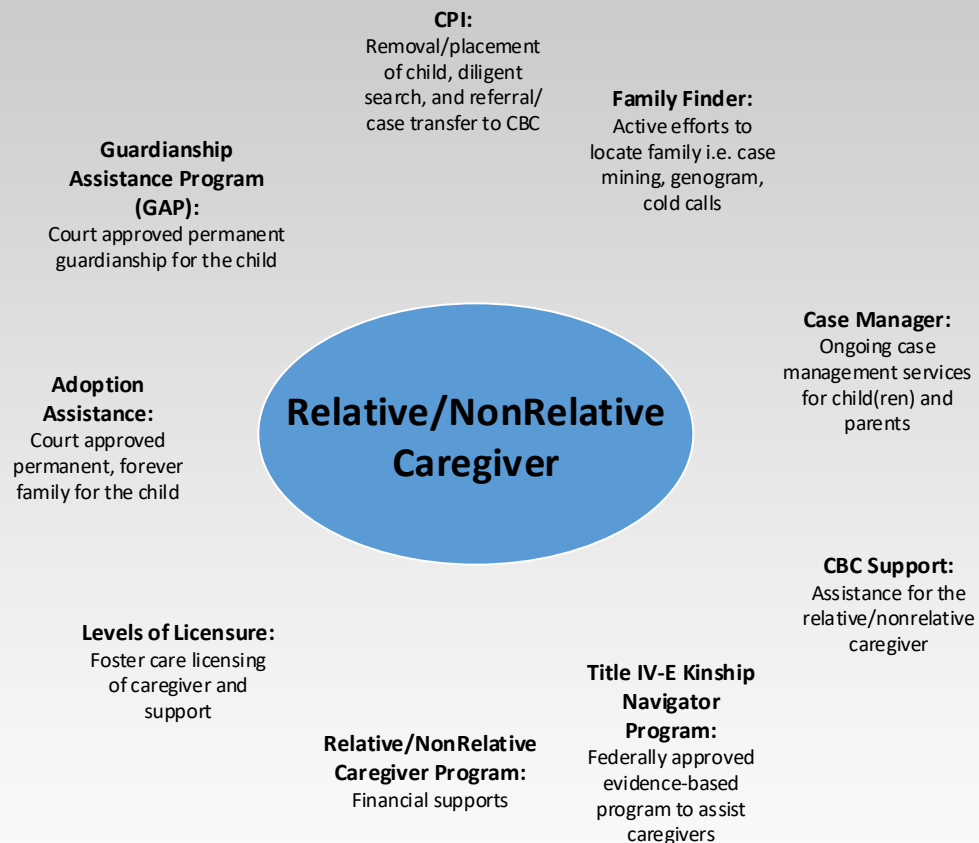 CPI:
Removal/placement
of child, diligent
search, and referral/
case transfer to CBC
Family Finder:
Active efforts to
locate family i.e. case
mining, genogram,
cold calls
Case Manager:
Ongoing case
management services
for child(ren) and
parents
CBC Support:
Assistance for the
relative/nonrelative
caregiver
Title IV-E Kinship
Navigator
Program:
Federally approved
evidence-based
program to assist
caregivers
Relative/NonRelative
Caregiver Program:
Financial supports
Levels of Licensure:
Foster care licensing
of caregiver and
support
Adoption
Assistance:
Court approved
permanent, forever
family for the child
Guardianship
Assistance Program
(GAP):
Court approved permanent
guardianship for the child
Relative/NonRelative
Caregiver